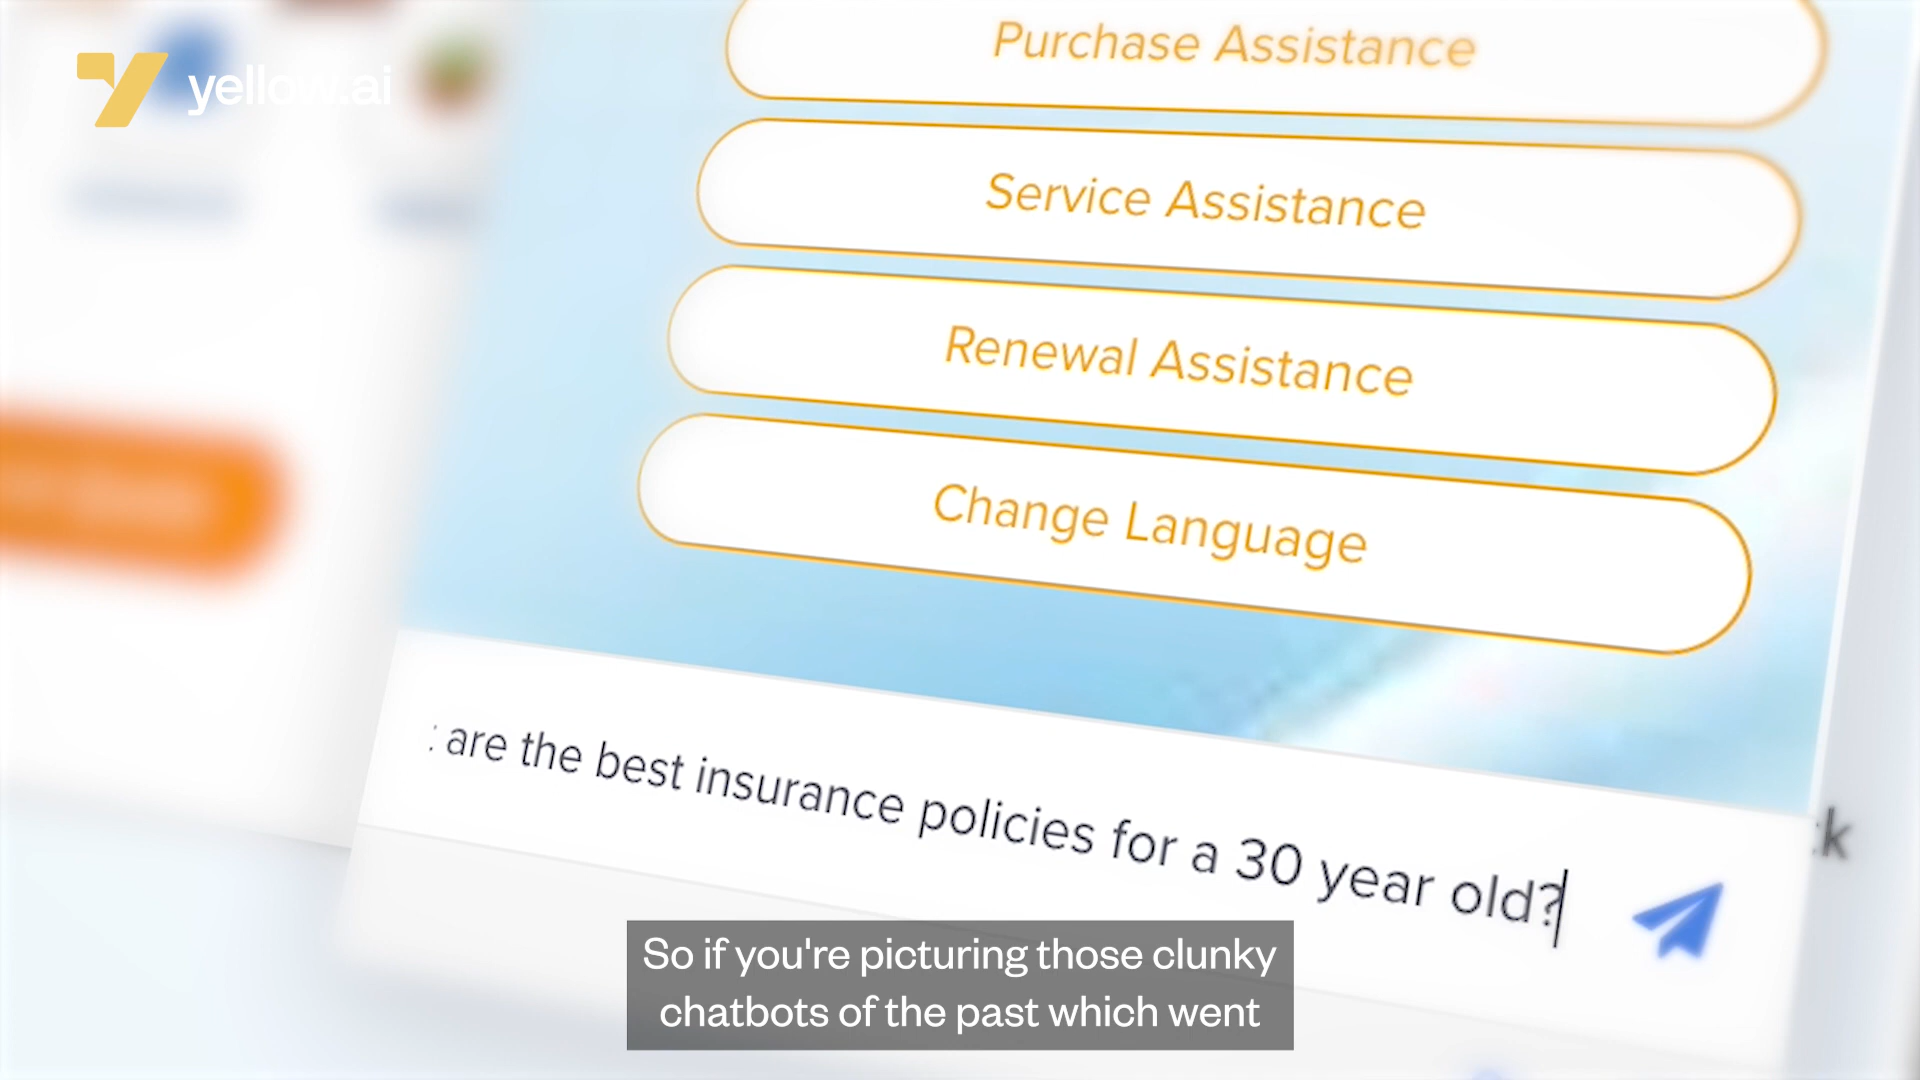 yellow.ai
Purchase Assistance
Service Assistance
Renewal Assistance
Change Language
are the best insurance policies for a 30 year old?
So if you're picturing those clunky
chatbots of the past which went